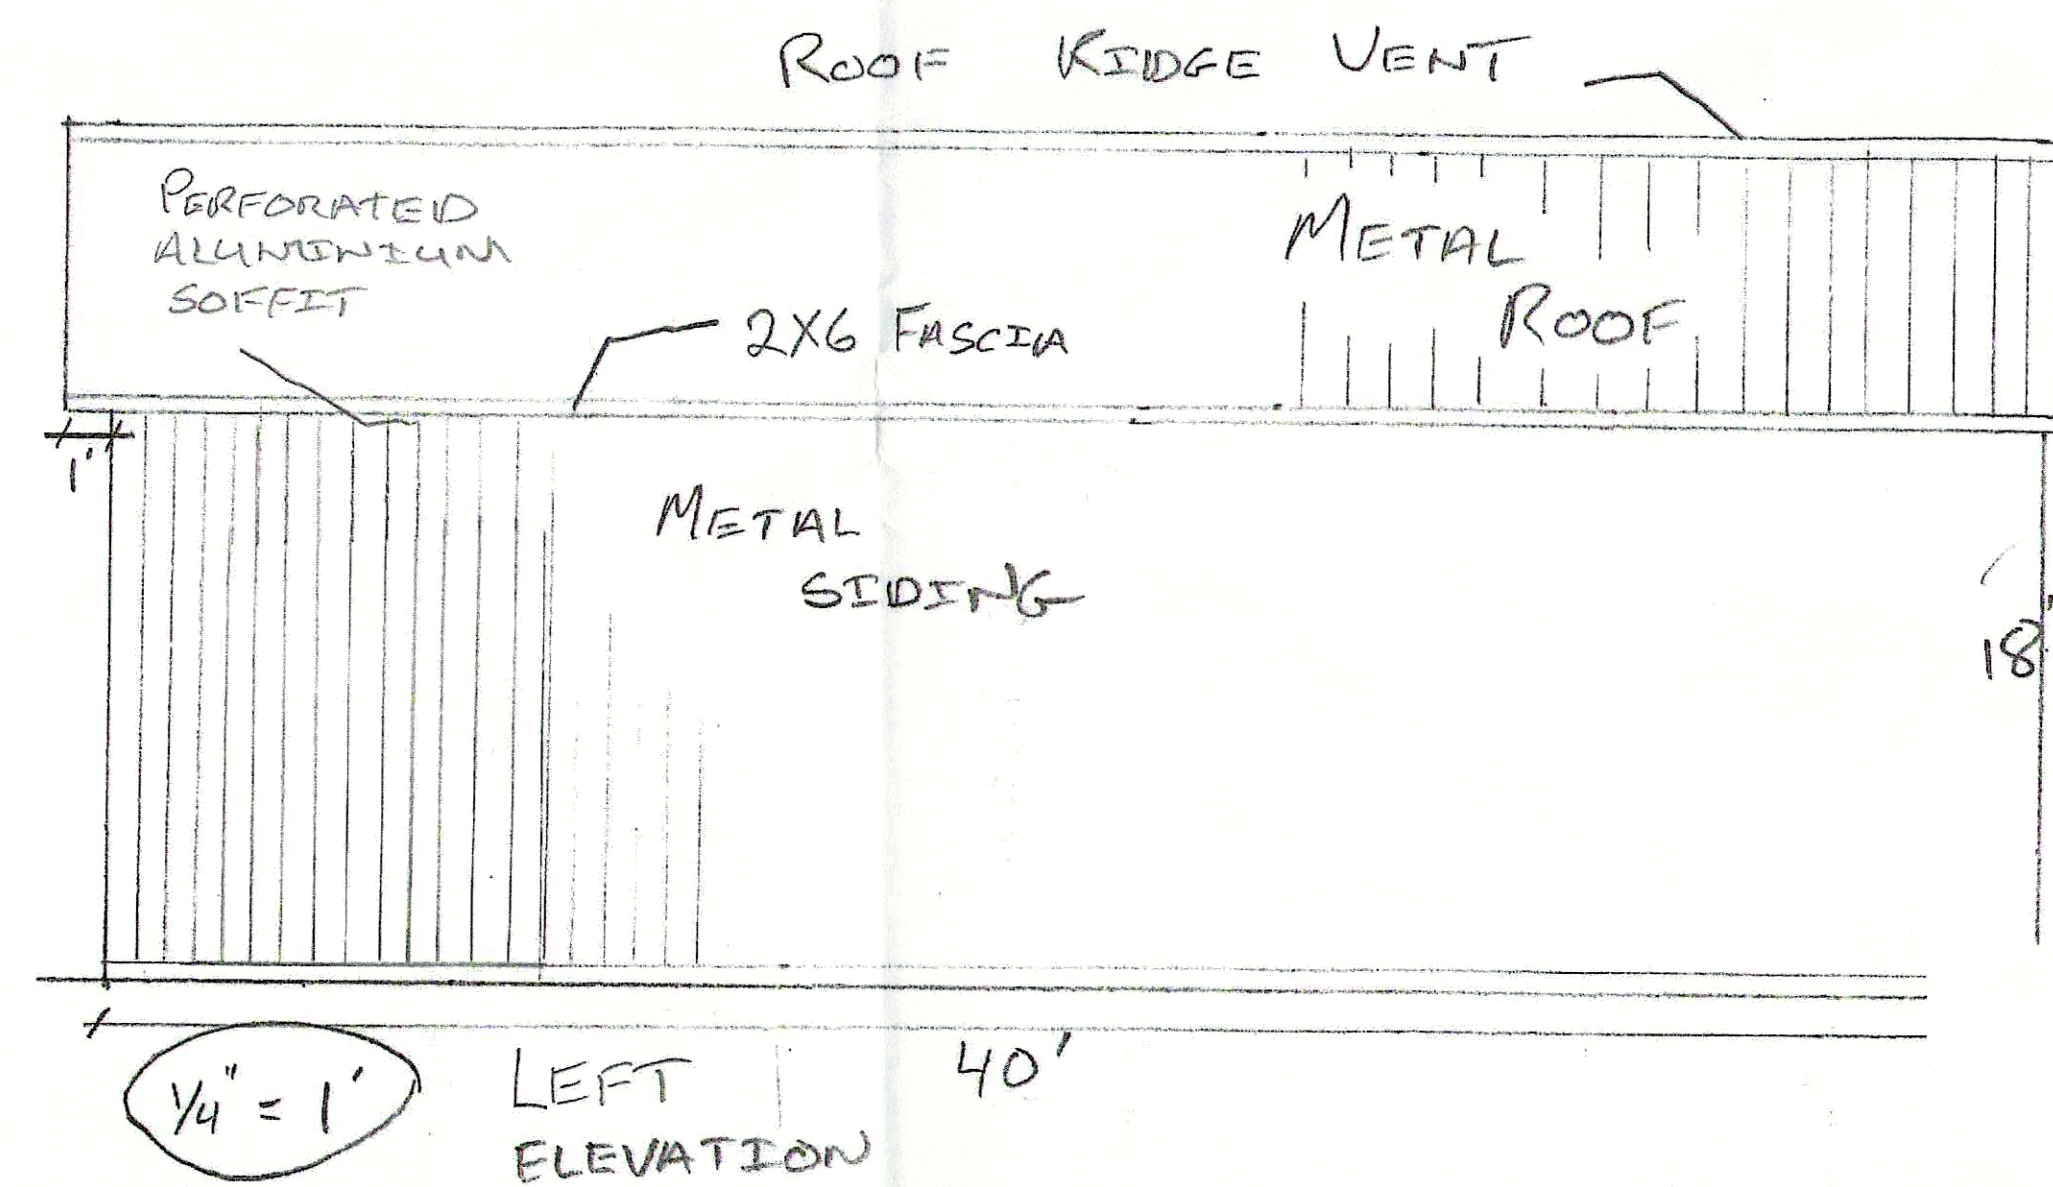 ROOF RIDGE VENT
PERFORATED
ALUMINIUM
SOFFIT
METAL
ROOF
2X6 FASCIA
1'
METAL
SIDING
18'
40'
1/4" = 1'
LEFT
ELEVATION